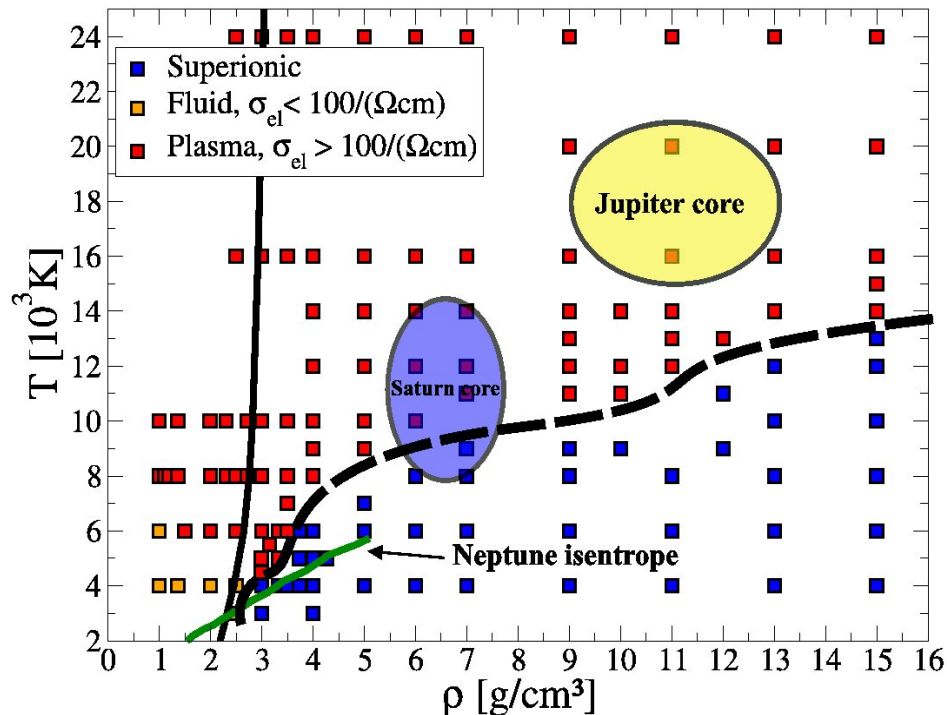 24
22
20
18
16
14
12
10
8
6
4
2
T [10³K]
Superionic
Fluid, σel < 100/(Ωcm)
Plasma, σel > 100/(Ωcm)
Jupiter core
Saturn core
Neptune isentrope
0 1 2 3 4 5 6 7 8 9 10 11 12 13 14 15 16
ρ [g/cm³]